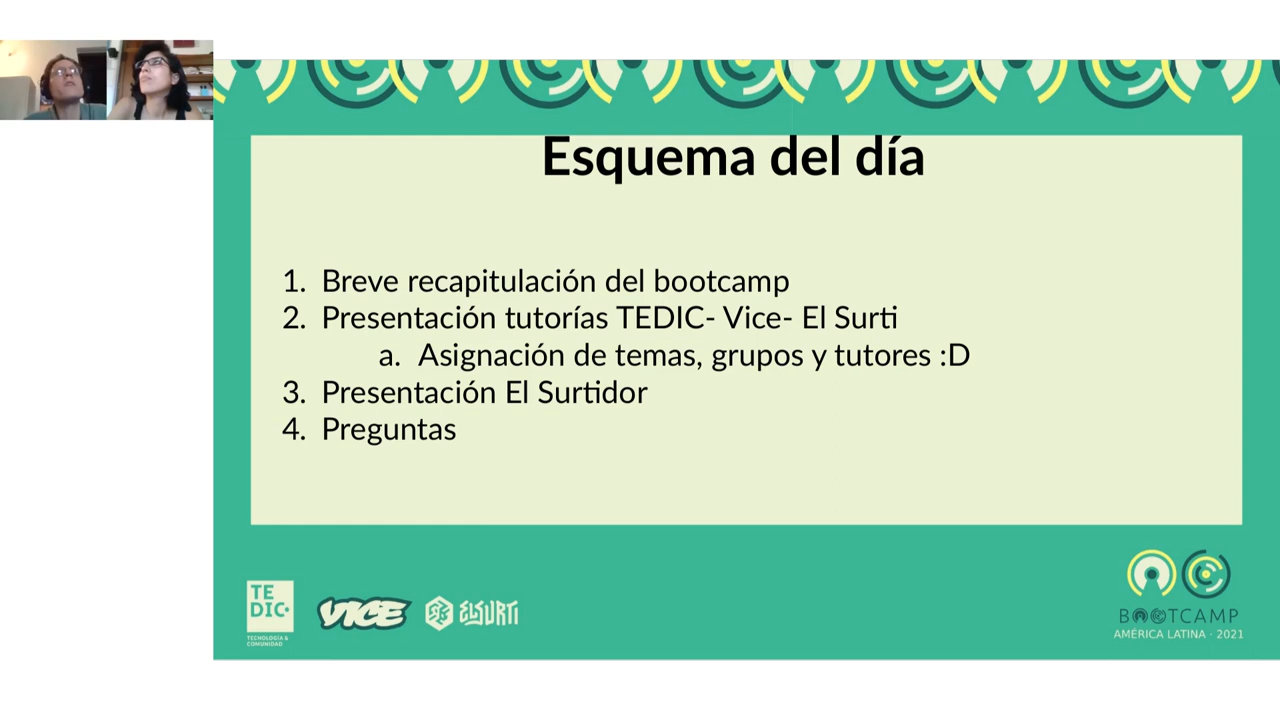 Esquema del día
1. Breve recapitulación del bootcamp
2. Presentación tutorías TEDIC- Vice- El Surti
a. Asignación de temas, grupos y tutores :D
3. Presentación El Surtidor
4. Preguntas
TE
DIC
TECNOLOGÍA &
COMUNIDAD
VICE
ELSURTI
BOOTCAMP
AMÉRICA LATINA · 2021